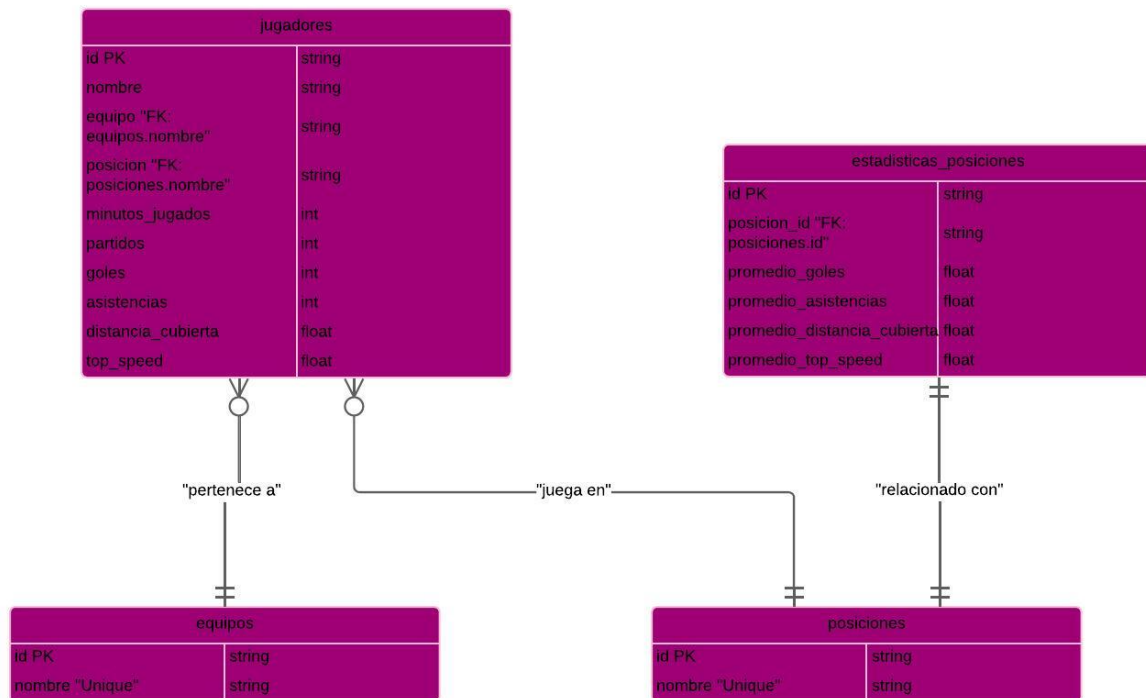 jugadores
id PK string
nombre string
equipo "FK:
equipos.nombre" string
posicion "FK:
posiciones.nombre" string
minutos_jugados int
partidos int
goles int
asistencias int
distancia_cubierta float
top_speed float
estadisticas_posiciones
id PK string
posicion_id "FK:
posiciones.id" string
promedio_goles float
promedio_asistencias float
promedio_distancia_cubierta float
promedio_top_speed float
"pertenece a"
"juega en"
"relacionado con"
equipos
id PK string
nombre "Unique" string
posiciones
id PK string
nombre "Unique" string